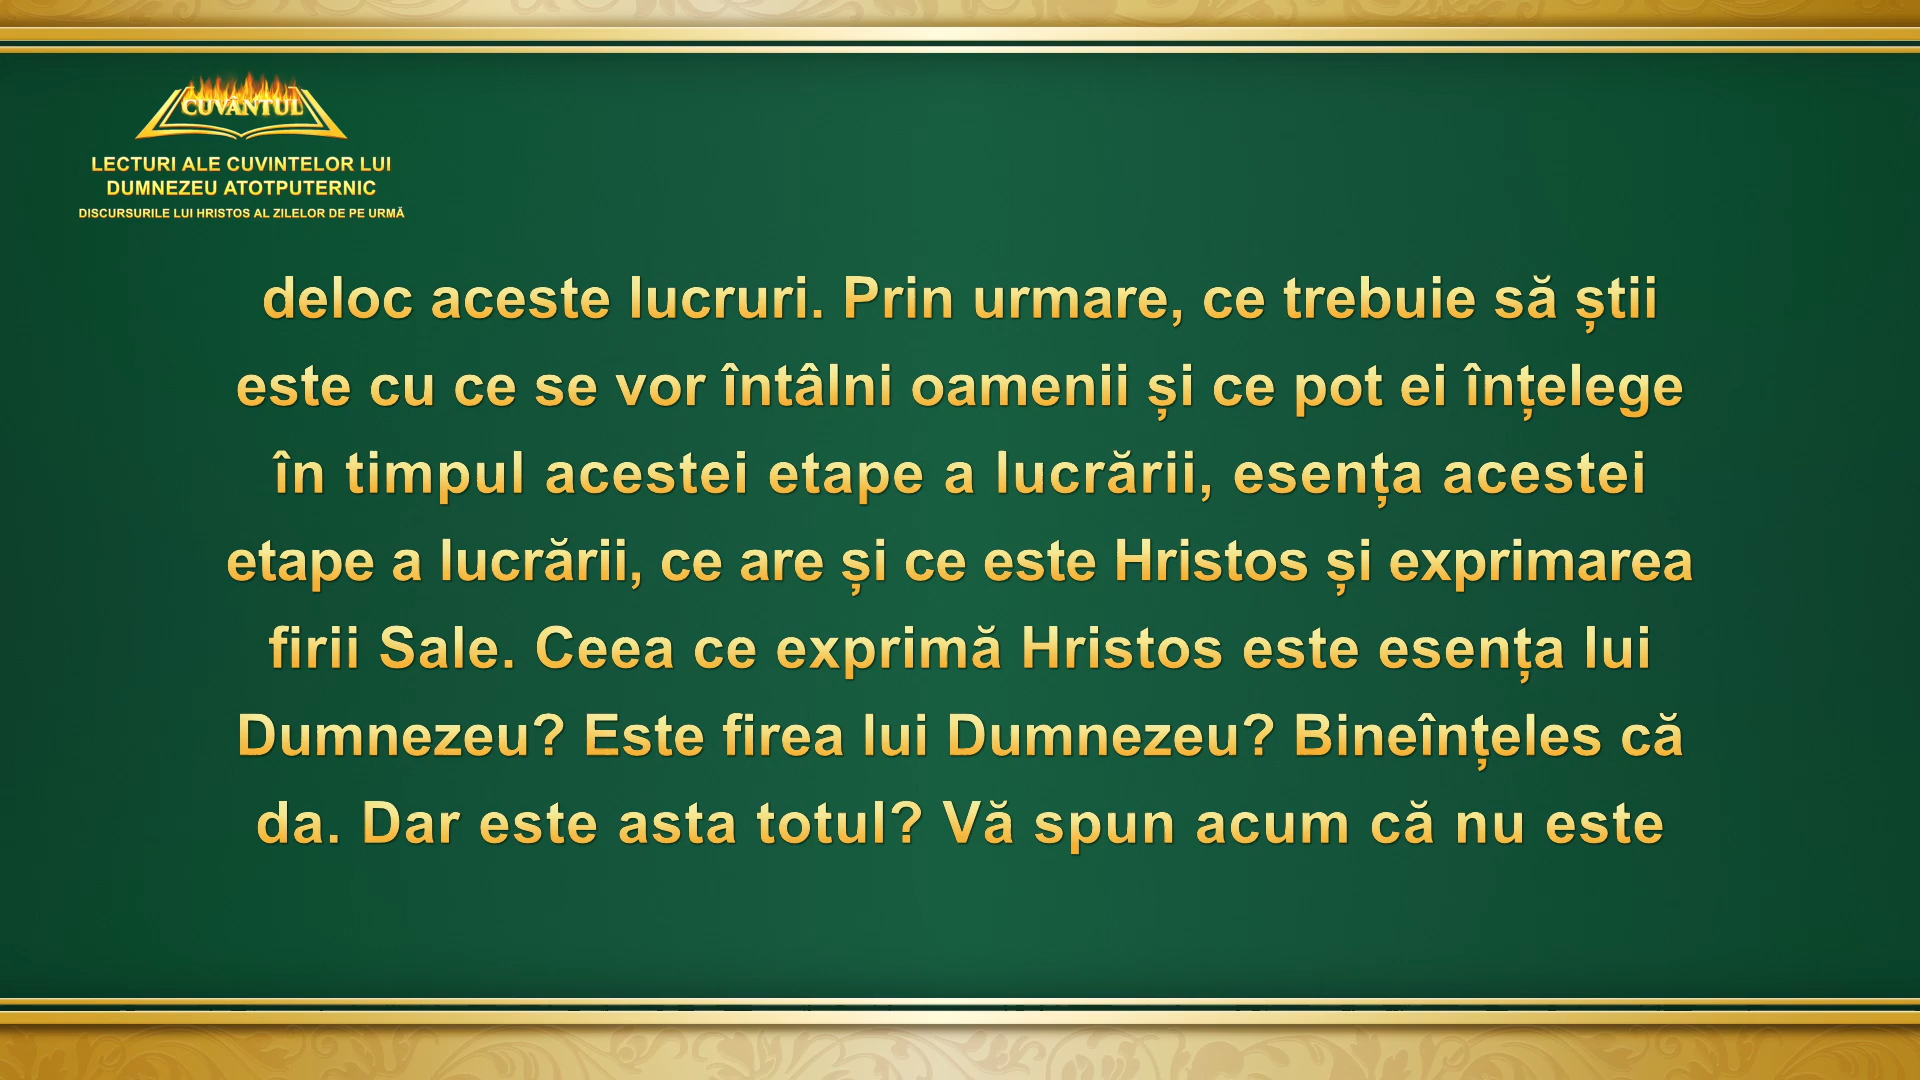 CUVÂNTUL
LECTURI ALE CUVINTELOR LUI
DUMNEZEU ATOTPUTERNIC
DISCURSURILE LUI HRISTOS AL ZILELOR DE PE URMĂ
deloc aceste lucruri. Prin urmare, ce trebuie să știi
este cu ce se vor întâlni oamenii și ce pot ei înțelege
în timpul acestei etape a lucrării, esența acestei
etape a lucrării, ce are și ce este Hristos și exprimarea
firii Sale. Ceea ce exprimă Hristos este esența lui
Dumnezeu? Este firea lui Dumnezeu? Bineînțeles că
da. Dar este asta totul? Vă spun acum că nu este